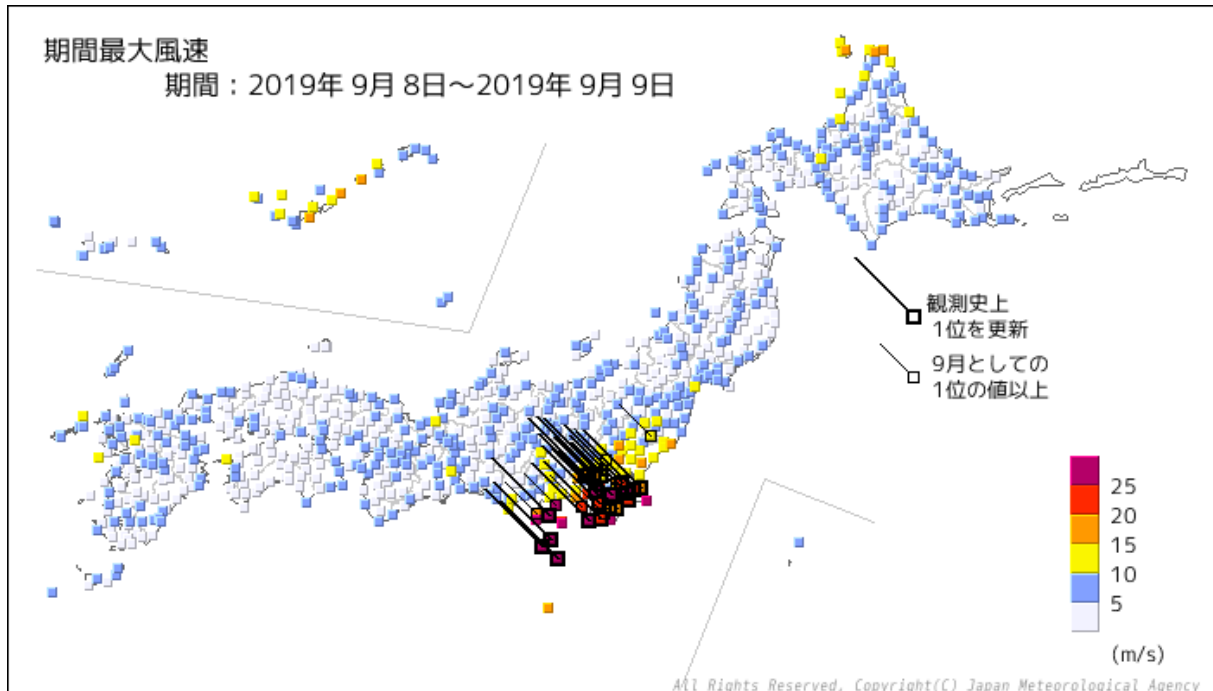 期間最大風速
期間：2019年 9月 8日～2019年 9月 9日
観測史上
1位を更新
9月としての
1位の値以上
25
20
15
10
5
(m/s)
All Rights Reserved. Copyright(C) Japan Meteorological Agency